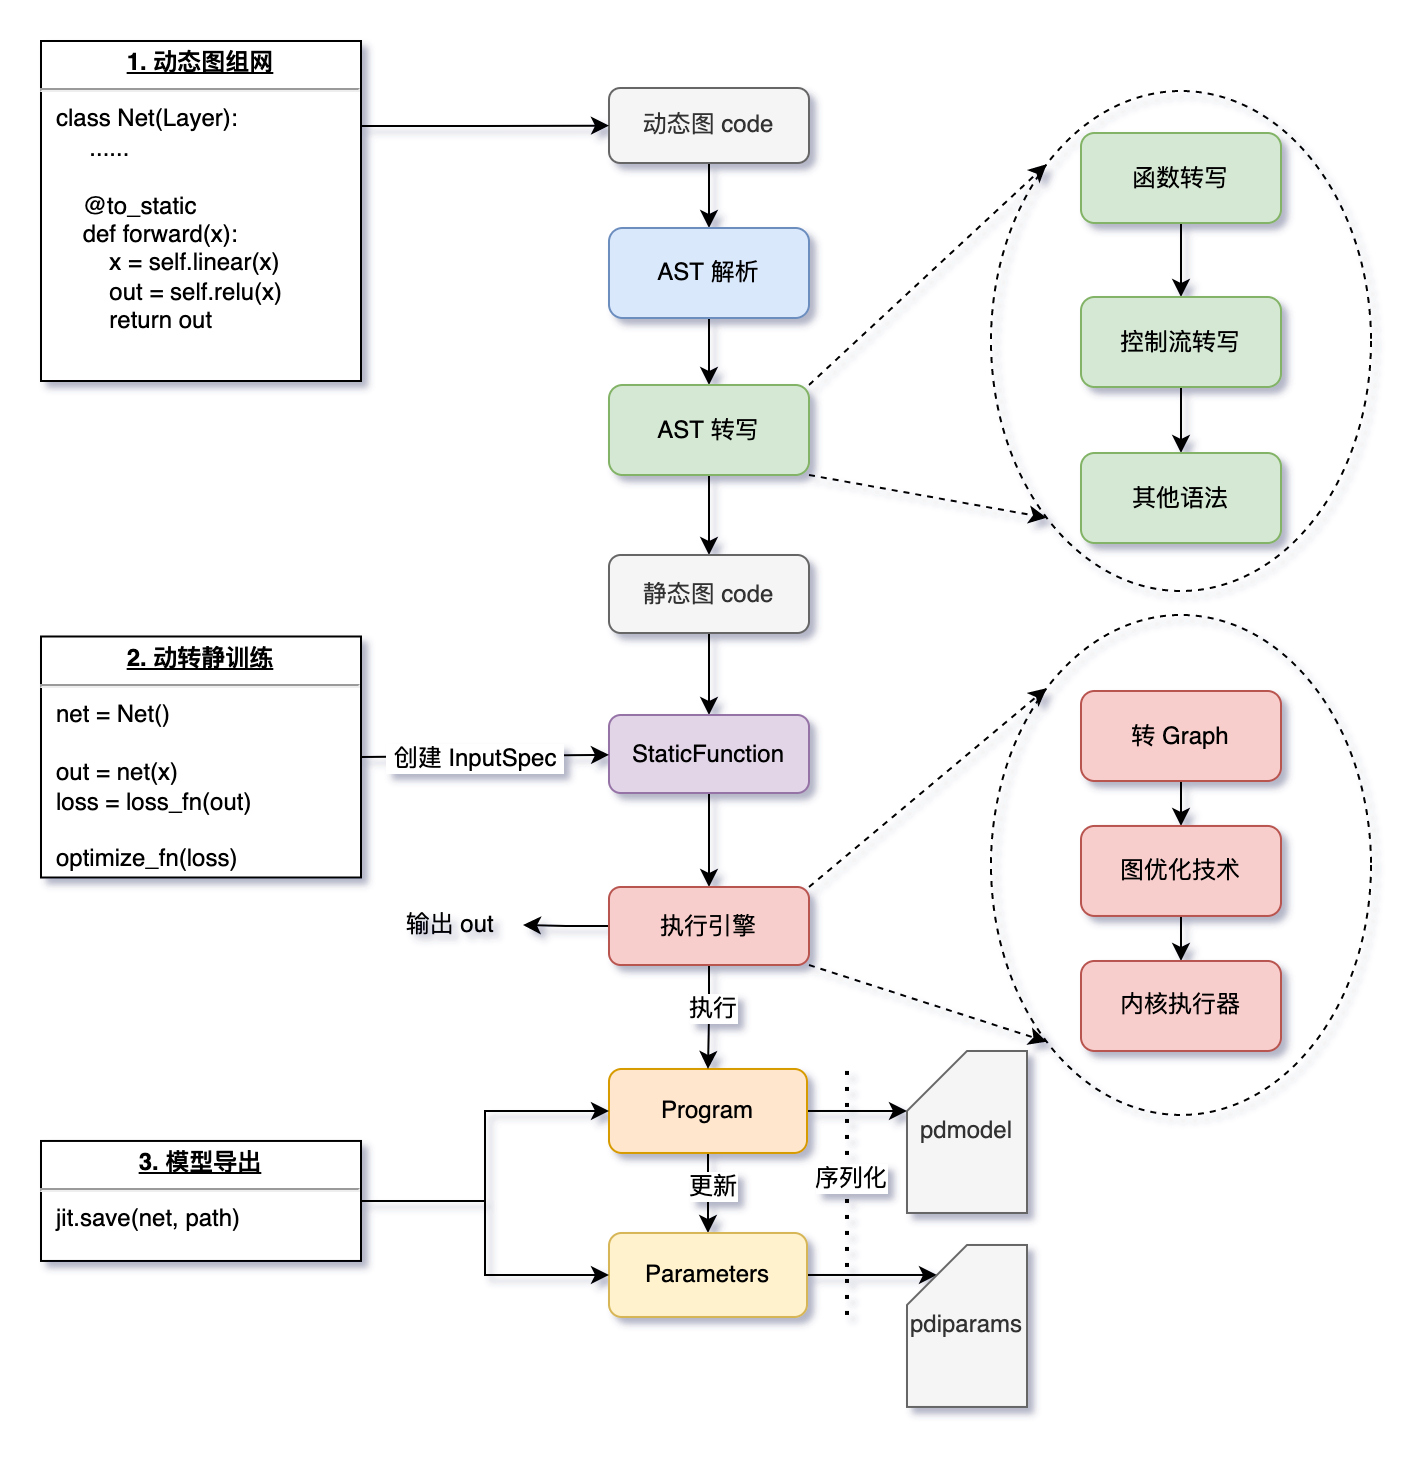 1. 动态图组网
class Net(Layer):
......
@to_static
def forward(x):
x = self.linear(x)
out = self.relu(x)
return out
动态图 code
AST 解析
AST 转写
函数转写
控制流转写
其他语法
静态图 code
2. 动转静训练
net = Net()
out = net(x)
loss = loss_fn(out)
optimize_fn(loss)
创建 InputSpec
StaticFunction
输出 out
执行引擎
转 Graph
图优化技术
内核执行器
执行
3. 模型导出
jit.save(net, path)
Program
更新
Parameters
序列化
pdmodel
pdiparams